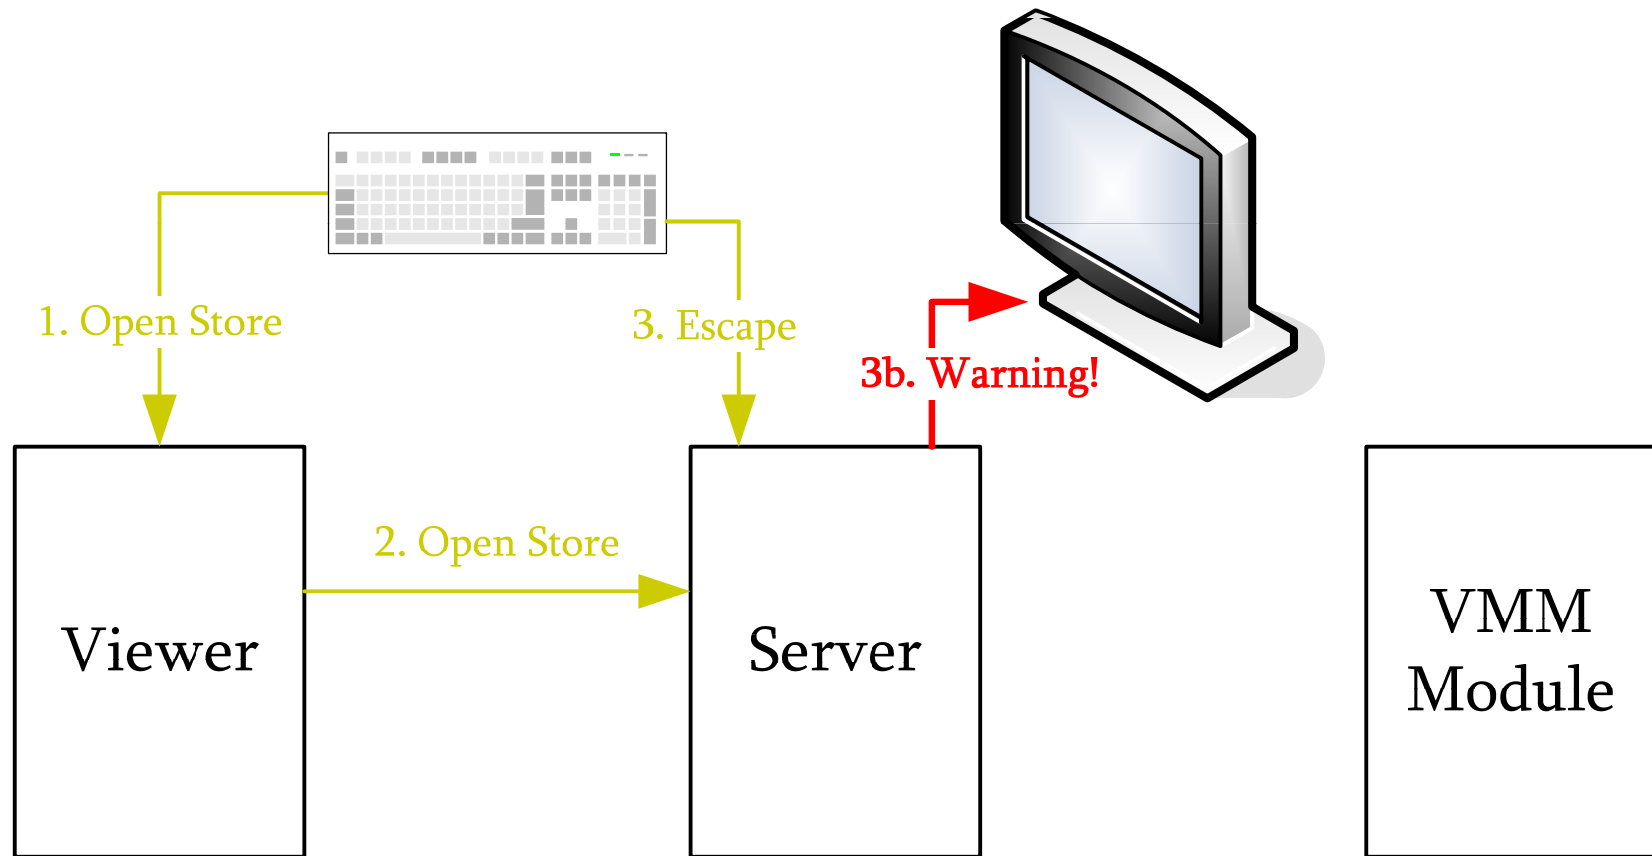 1. Open Store
3. Escape
3b. Warning!
2. Open Store
Viewer
Server
VMM
Module